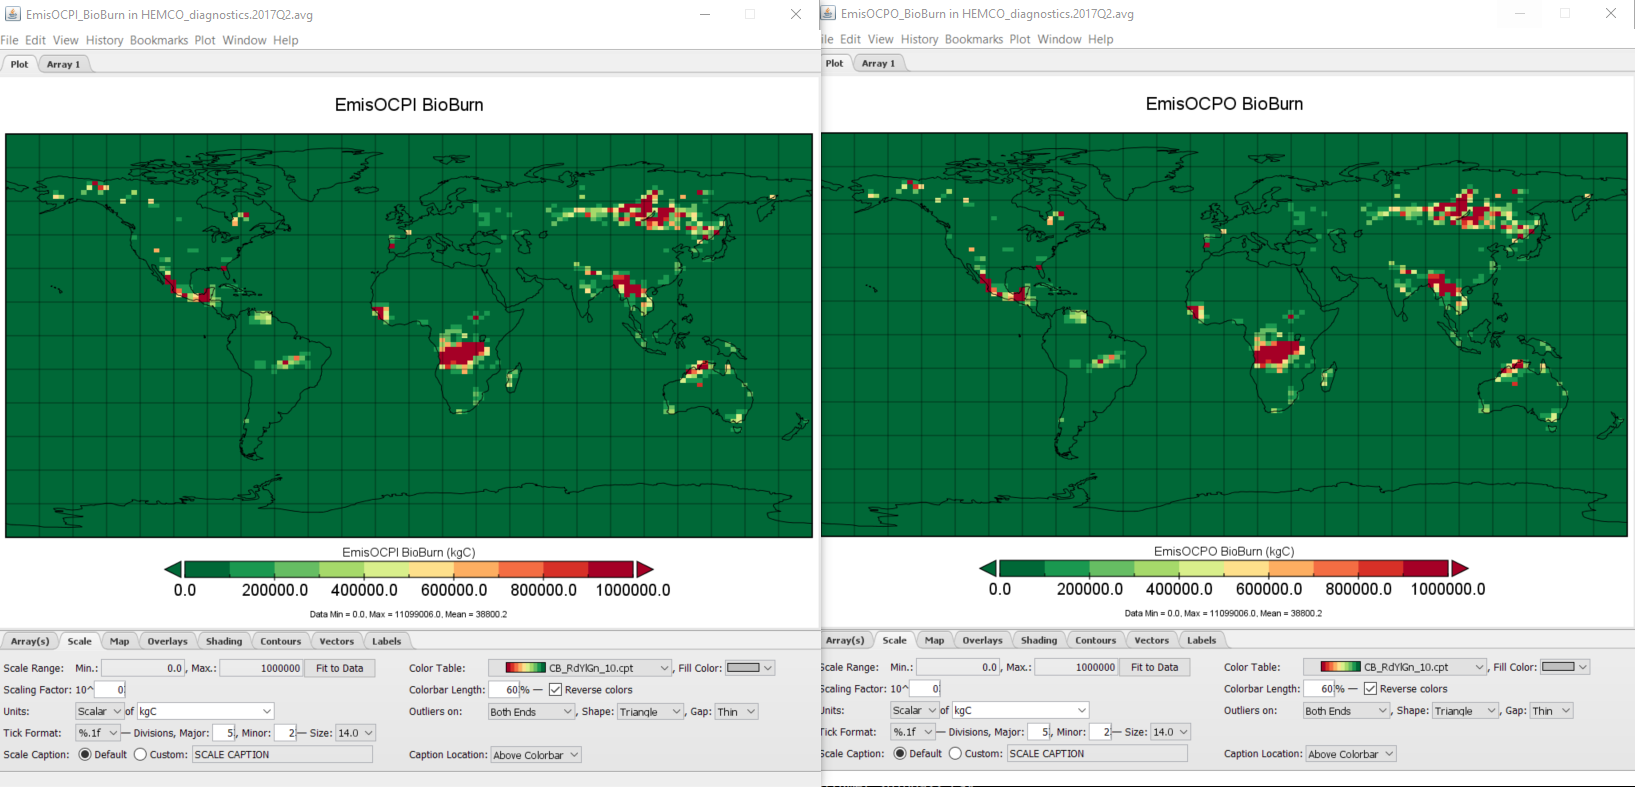 EmisOCPI_BioBurn in HEMCO_diagnostics.2017Q2.avg
File Edit View History Bookmarks Plot Window Help
Plot Array 1
EmisOCPI BioBurn
EmisOCPI BioBurn (kgC)
0.0 200000.0 400000.0 600000.0 800000.0 1000000.0
Data Min = 0.0, Max = 11099006.0, Mean = 38800.2
Array(s) Scale Map Overlays Shading Contours Vectors Labels
Scale Range: Min.: 0.0, Max.: 1000000 Fit to Data Color Table: CB_RdYlGn_10.cpt, Fill Color:
Scaling Factor: 10^ 0 Colorbar Length: 60 % — Reverse colors
Units: Scalar of kgC Outliers on: Both Ends, Shape: Triangle, Gap: Thin
Tick Format: %.1f — Divisions, Major: 5, Minor: 2 — Size: 14.0
Scale Caption: Default Custom: SCALE CAPTION Caption Location: Above Colorbar
EmisOCPO_BioBurn in HEMCO_diagnostics.2017Q2.avg
ile Edit View History Bookmarks Plot Window Help
Plot Array 1
EmisOCPO BioBurn
EmisOCPO BioBurn (kgC)
0.0 200000.0 400000.0 600000.0 800000.0 1000000.0
Data Min = 0.0, Max = 11099006.0, Mean = 38800.2
Array(s) Scale Map Overlays Shading Contours Vectors Labels
Scale Range: Min.: 0.0, Max.: 1000000 Fit to Data Color Table: CB_RdYlGn_10.cpt, Fill Color:
Scaling Factor: 10^ 0 Colorbar Length: 60 % — Reverse colors
Units: Scalar of kgC Outliers on: Both Ends, Shape: Triangle, Gap: Thin
Tick Format: %.1f — Divisions, Major: 5, Minor: 2 — Size: 14.0
Scale Caption: Default Custom: SCALE CAPTION Caption Location: Above Colorbar